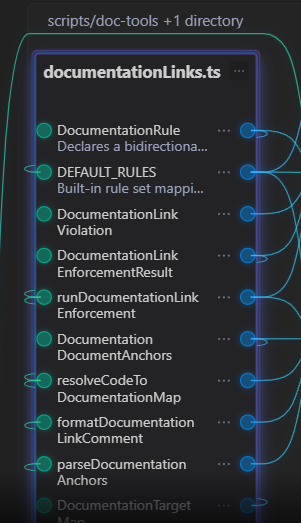 scripts/doc-tools +1 directory
documentationLinks.ts ...
DocumentationRule ...
Declares a bidirectiona...
DEFAULT_RULES ...
Built-in rule set mappi...
DocumentationLink ...
Violation
DocumentationLink ...
EnforcementResult
runDocumentationLink ...
Enforcement
Documentation ...
DocumentAnchors
resolveCodeTo ...
DocumentationMap
formatDocumentation ...
LinkComment
parseDocumentation ...
Anchors
DocumentationTarget ...
Map